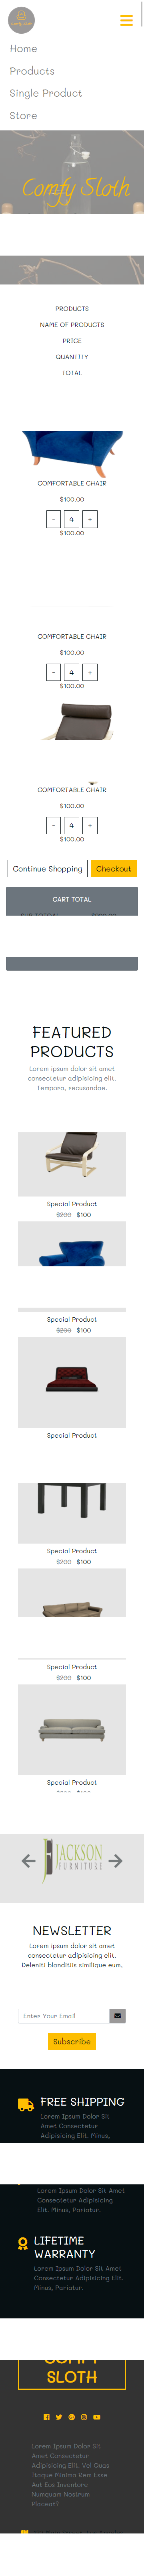 Home
Products
Single Product
Store
Comfy Sloth
PRODUCTS
NAME OF PRODUCTS
PRICE
QUANTITY
TOTAL
COMFORTABLE CHAIR
$100.00
- 4 +
$100.00
COMFORTABLE CHAIR
$100.00
- 4 +
$100.00
COMFORTABLE CHAIR
$100.00
- 4 +
$100.00
Continue Shopping Checkout
CART TOTAL
FEATURED
PRODUCTS
Lorem ipsum dolor sit amet
consectetur adipisicing elit.
Tempora, recusandae.
Special Product
$200 $100
Special Product
$200 $100
Special Product
Special Product
$200 $100
Special Product
$200 $100
Special Product
JACKSON
FURNITURE
NEWSLETTER
Lorem ipsum dolor sit amet
consectetur adipisicing elit.
Deleniti blanditiis similique eum.
Enter Your Email
Subscribe
FREE SHIPPING
Lorem Ipsum Dolor Sit
Amet Consectetur
Adipisicing Elit. Minus,
Lorem Ipsum Dolor Sit Amet
Consectetur Adipisicing
Elit. Minus, Pariatur.
LIFETIME
WARRANTY
Lorem Ipsum Dolor Sit Amet
Consectetur Adipisicing Elit.
Minus, Pariatur.
COMFY
SLOTH
Lorem Ipsum Dolor Sit
Amet Consectetur
Adipisicing Elit. Vel Quos
Itaque Minima Rem Esse
Aut Eos Inventore
Numquam Nostrum
Placeat?